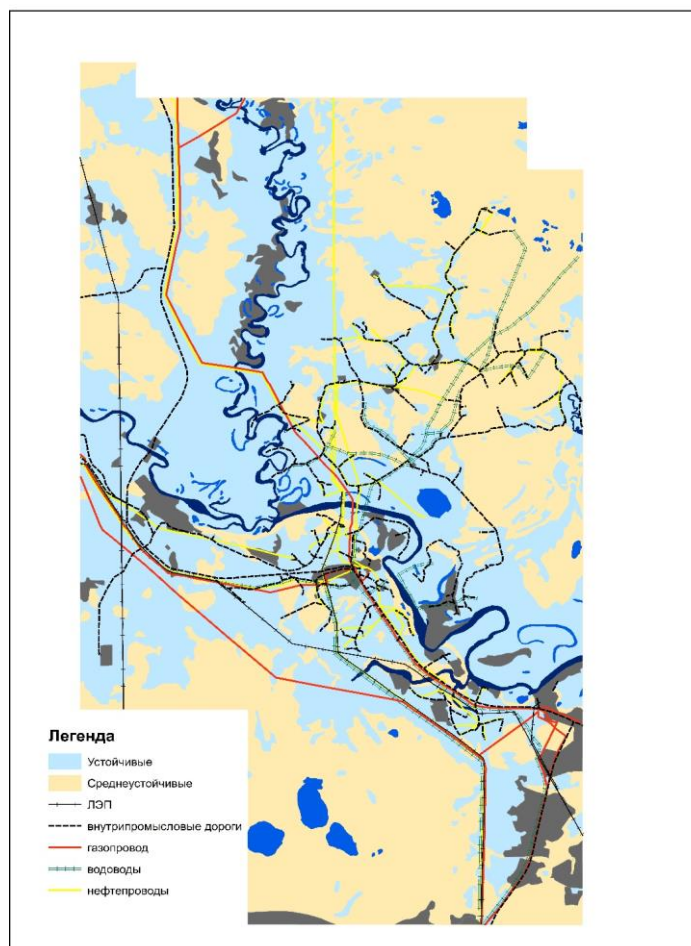 Легенда
Устойчивые
Среднеустойчивые
ЛЭП
внутрипромысловые дороги
газопровод
водоводы
нефтепроводы